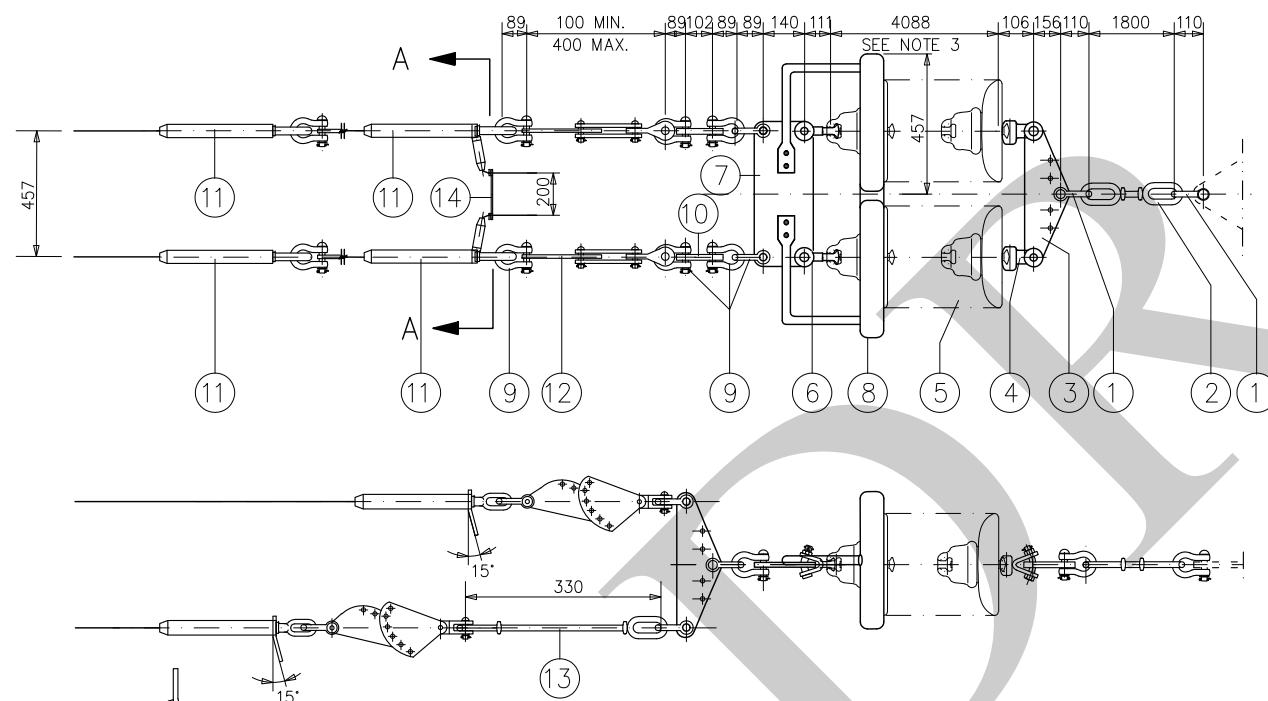 89 100 MIN. 89 102 89 89 140 111 4088 106 156 110 1800 110
400 MAX. SEE NOTE 3
A
457
457
11 11 14 200 7 10
A
11 11 9 12 9 6 8 5 4 3 1 2 1
15°
330
13
15°
DR